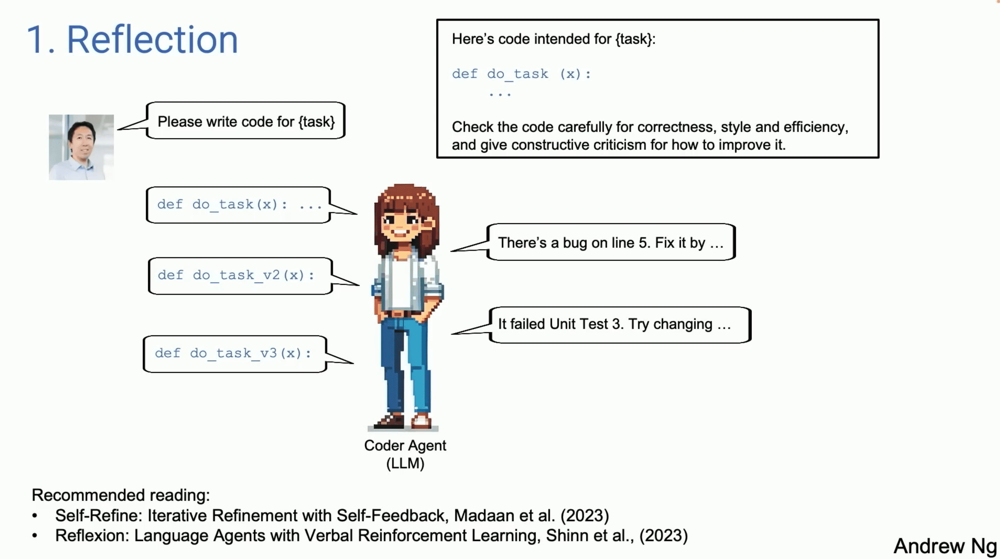 1. Reflection
Here’s code intended for {task}:
def do_task (x):
...
Check the code carefully for correctness, style and efficiency,
and give constructive criticism for how to improve it.
Please write code for {task}
def do_task(x): ...
There’s a bug on line 5. Fix it by …
def do_task_v2(x):
It failed Unit Test 3. Try changing …
def do_task_v3(x):
Coder Agent
(LLM)
Recommended reading:
• Self-Refine: Iterative Refinement with Self-Feedback, Madaan et al. (2023)
• Reflexion: Language Agents with Verbal Reinforcement Learning, Shinn et al., (2023)
Andrew Ng